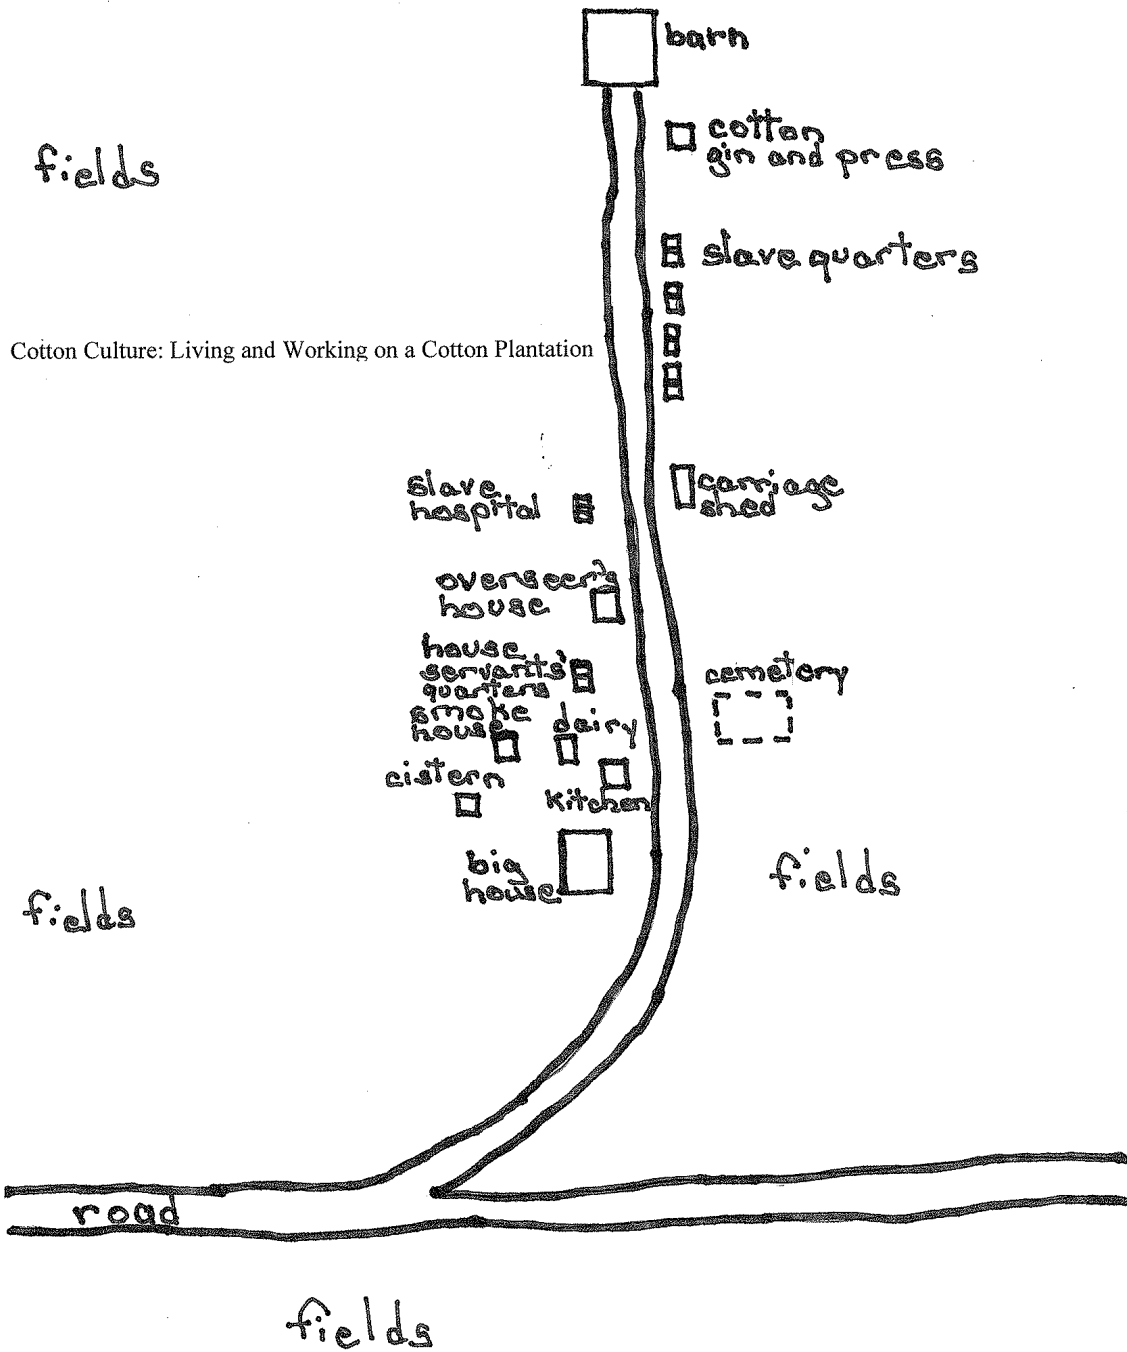 barn
cotton
gin and press
fields
slave quarters
Cotton Culture: Living and Working on a Cotton Plantation
slave
hospital
carriage
shed
overseer's
house
house
servants'
quarters
cemetery
smoke
house
dairy
cistern
kitchen
big
house
fields
fields
road
fields